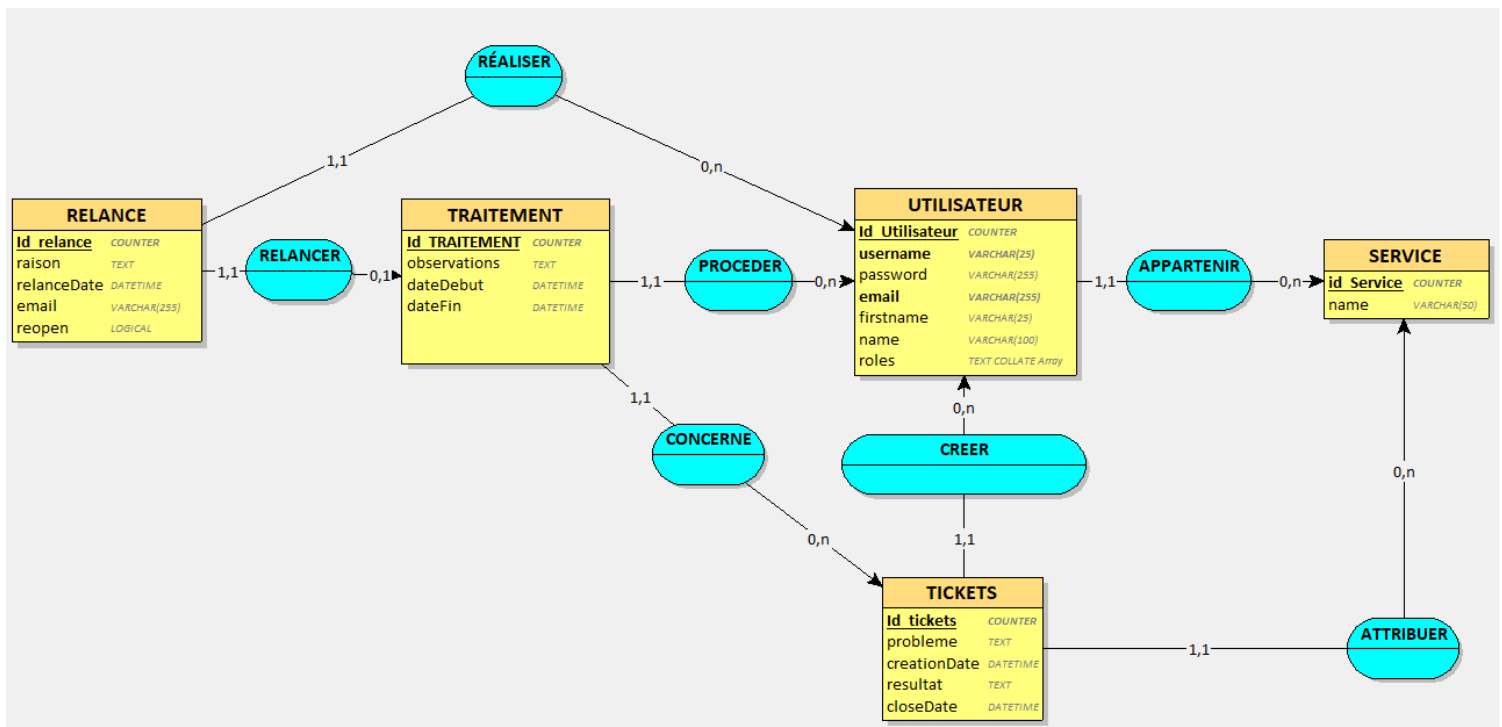 RÉALISER
1,1
0,n
RELANCE
Id_relance COUNTER
raison TEXT
relanceDate DATETIME
email VARCHAR(255)
reopen LOGICAL
1,1
RELANCER
0,1
TRAITEMENT
Id_TRAITEMENT COUNTER
observations TEXT
dateDebut DATETIME
dateFin DATETIME
1,1
PROCEDER
0,n
UTILISATEUR
Id_Utilisateur COUNTER
username VARCHAR(25)
password VARCHAR(255)
email VARCHAR(255)
firstname VARCHAR(25)
name VARCHAR(100)
roles TEXT COLLATE Array
1,1
APPARTENIR
0,n
SERVICE
id_Service COUNTER
name VARCHAR(50)
1,1
CONCERNE
0,n
0,n
CREER
1,1
0,n
TICKETS
Id_tickets COUNTER
probleme TEXT
creationDate DATETIME
resultat TEXT
closeDate DATETIME
1,1
ATTRIBUER